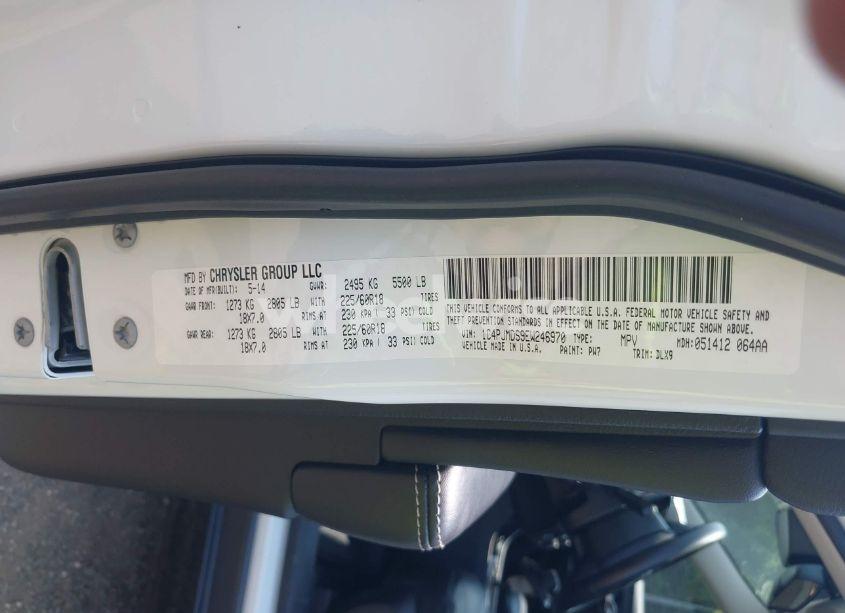 MFD BY CHRYSLER GROUP LLC
DATE OF MFR(BUILT): 5-14 GVWR: 2495 KG 5500 LB
GAWR FRONT: 1273 KG 2805 LB WITH 225/60R18 TIRES
18X7.0 RIMS AT 230 KPA ( 33 PSI) COLD
GAWR REAR: 1273 KG 2805 LB WITH 225/60R18 TIRES
18X7.0 RIMS AT 230 KPA ( 33 PSI) COLD
THIS VEHICLE CONFORMS TO ALL APPLICABLE U.S.A. FEDERAL MOTOR VEHICLE SAFETY AND
THEFT PREVENTION STANDARDS IN EFFECT ON THE DATE OF MANUFACTURE SHOWN ABOVE.
VIN: 1C4PJMDS9EW246970 TYPE: MPV MDH: 051412 064AA
VEHICLE MADE IN U.S.A. PAINT: PW7 TRIM: DLX9